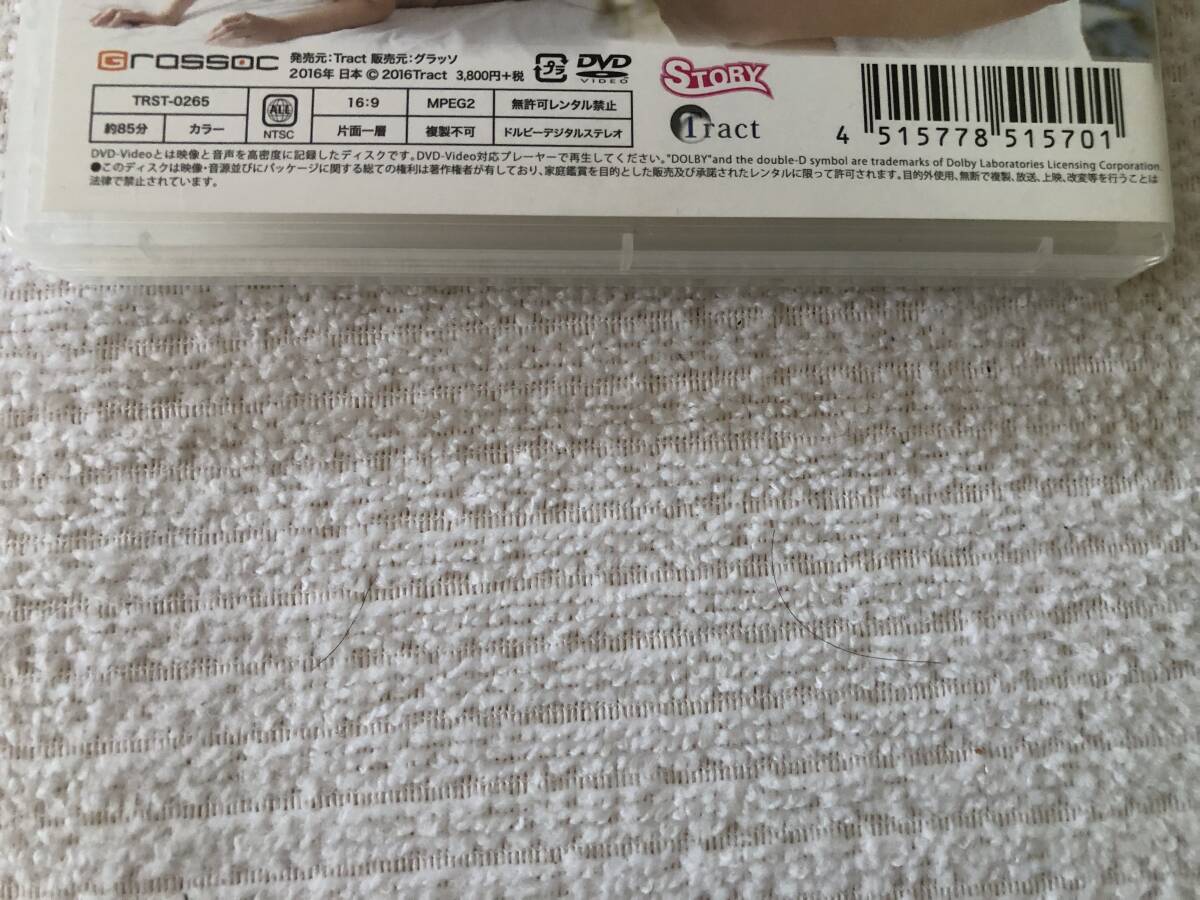 Grassoc 発売元:Tract 販売元:グラッソ
2016年 日本 © 2016Tract 3,800円+税
プラ
DVD
VIDEO
STORY
Tract
TRST-0265 ALL NTSC 16:9 MPEG2 無許可レンタル禁止
約85分 カラー 片面一層 複製不可 ドルビーデジタルステレオ
4 515778 515701
DVD-Videoとは映像と音声を高密度に記録したディスクです。DVD-Video対応プレーヤーで再生してください。"DOLBY"and the double-D symbol are trademarks of Dolby Laboratories Licensing Corporation.
●このディスクは映像・音源並びにパッケージに関する総ての権利は著作権者が有しており、家庭鑑賞を目的とした販売及び承諾されたレンタルに限って許可されます。目的外使用、無断で複製、放送、上映、改変等を行うことは
法律で禁止されています。